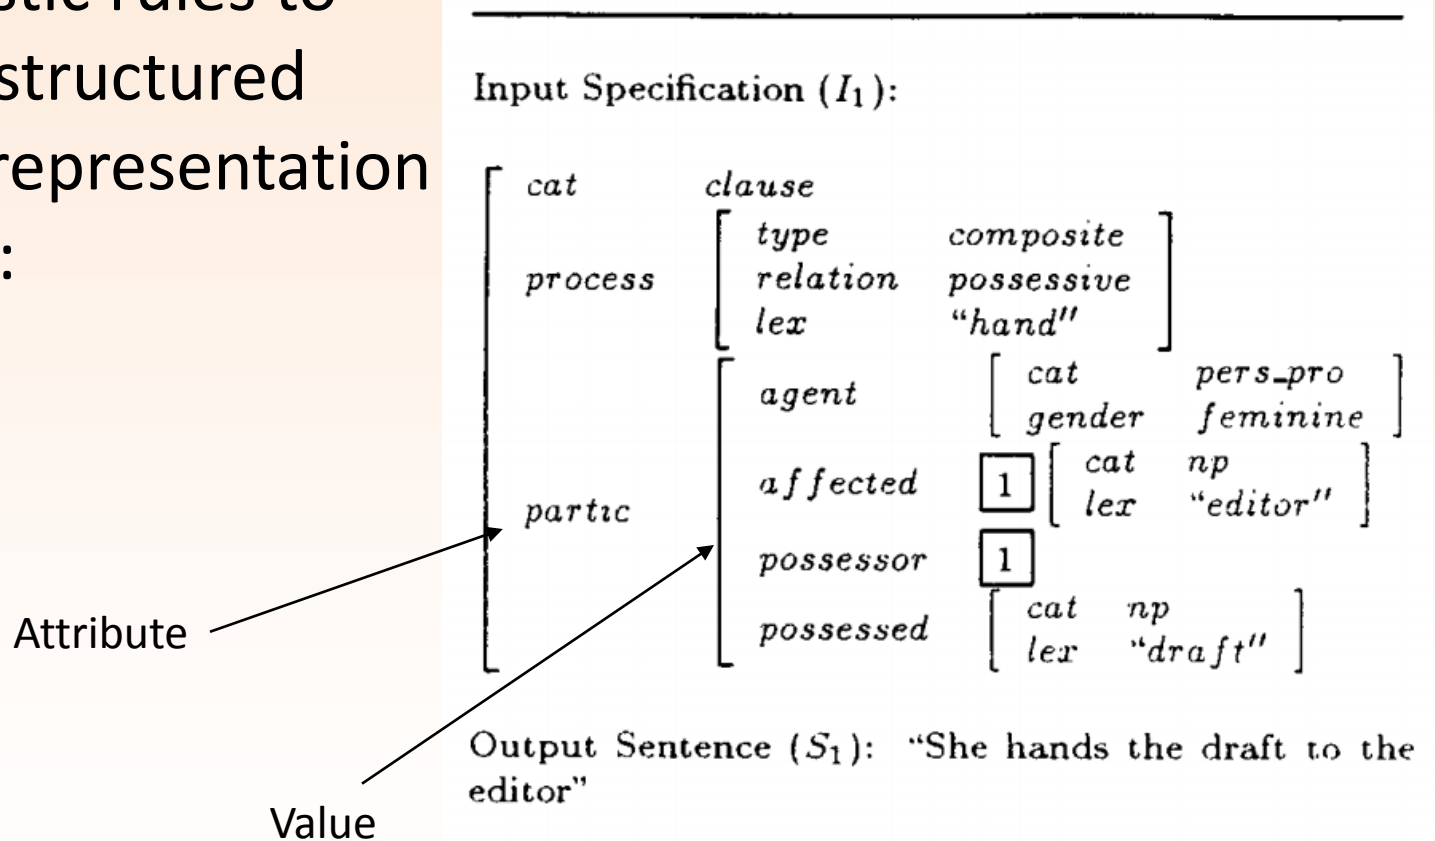 stic rules to
structured
representation
:
Input Specification (I1):
cat clause
process
type composite
relation possessive
lex “hand”
partic
agent
cat pers_pro
gender feminine
affected 1
cat np
lex “editor”
possessor 1
possessed
cat np
lex “draft”
Attribute
Value
Output Sentence (S1): “She hands the draft to the
editor”